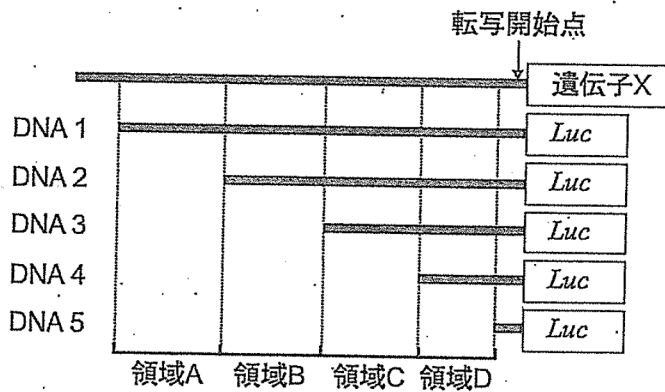 転写開始点
遺伝子X
DNA 1 Luc
DNA 2 Luc
DNA 3 Luc
DNA 4 Luc
DNA 5 Luc
領域A 領域B 領域C 領域D